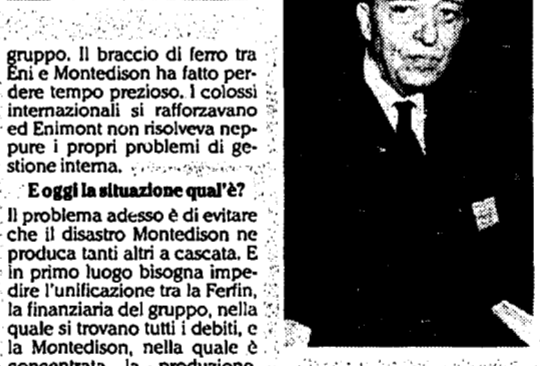 gruppo. Il braccio di ferro tra
Eni e Montedison ha fatto per-
dere tempo prezioso. I colossi
internazionali si rafforzavano
ed Enimont non risolveva nep-
pure i propri problemi di ge-
stione interna.
E oggi la situazione qual'è?
Il problema adesso è di evitare
che il disastro Montedison ne
produca tanti altri a cascata. E
in primo luogo bisogna impe-
dire l'unificazione tra la Ferfin,
la finanziaria del gruppo, nella
quale si trovano tutti i debiti, e
la Montedison, nella quale è
concentrata la produzione.